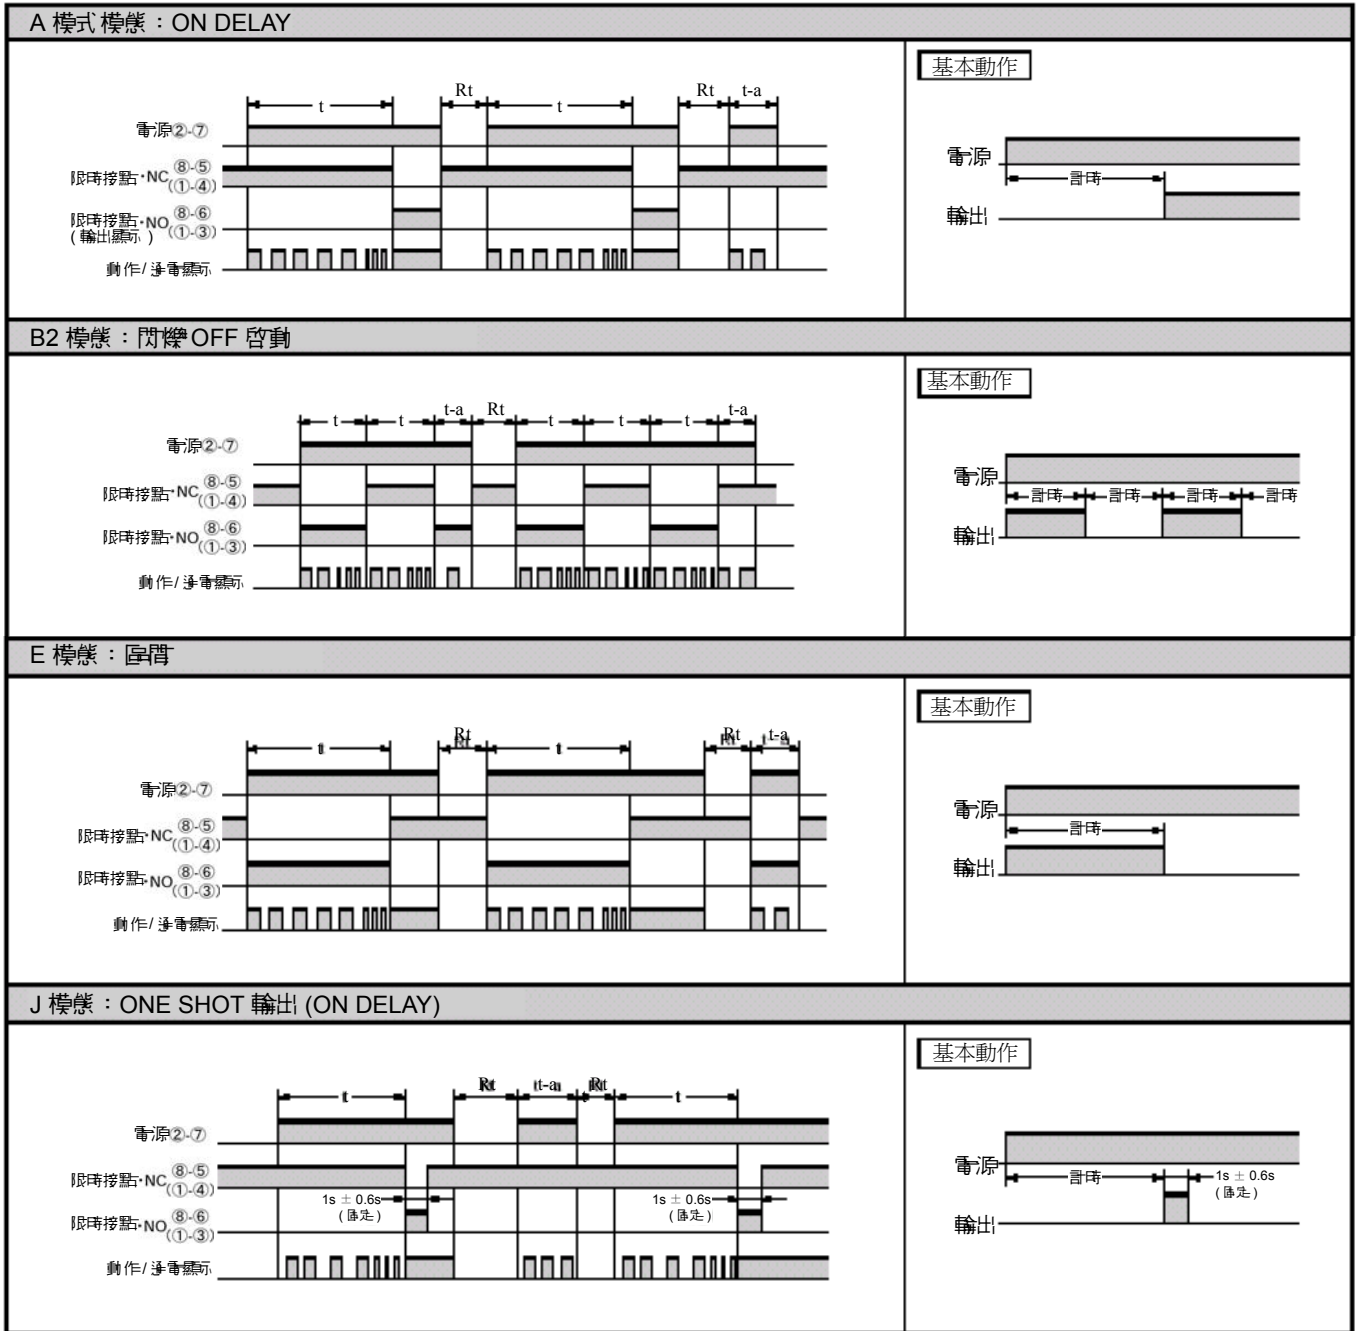 A 模式 模態：ON DELAY
基本動作
t
Rt
t
Rt
t-a
電源②-⑦
限時接點・NC ⑧-⑤
(①-④)
限時接點・NO ⑧-⑥
(輸出顯示) (①-③)
動作/通電顯示
電源
計時
輸出
B2 模態：閃爍 OFF 啓動
基本動作
t
t
t-a
Rt
t
t
t
t-a
電源②-⑦
限時接點・NC ⑧-⑤
(①-④)
限時接點・NO ⑧-⑥
(①-③)
動作/通電顯示
電源
計時 計時 計時 計時
輸出
E 模態：區間
基本動作
t
Rt
t
Rt
t-a
電源②-⑦
限時接點・NC ⑧-⑤
(①-④)
限時接點・NO ⑧-⑥
(①-③)
動作/通電顯示
電源
計時
輸出
J 模態：ONE SHOT 輸出 (ON DELAY)
基本動作
t
Rt
t-a
Rt
t
電源②-⑦
限時接點・NC ⑧-⑤
(①-④)
1s ± 0.6s
(固定)
1s ± 0.6s
(固定)
限時接點・NO ⑧-⑥
(①-③)
動作/通電顯示
電源
計時
1s ± 0.6s
(固定)
輸出